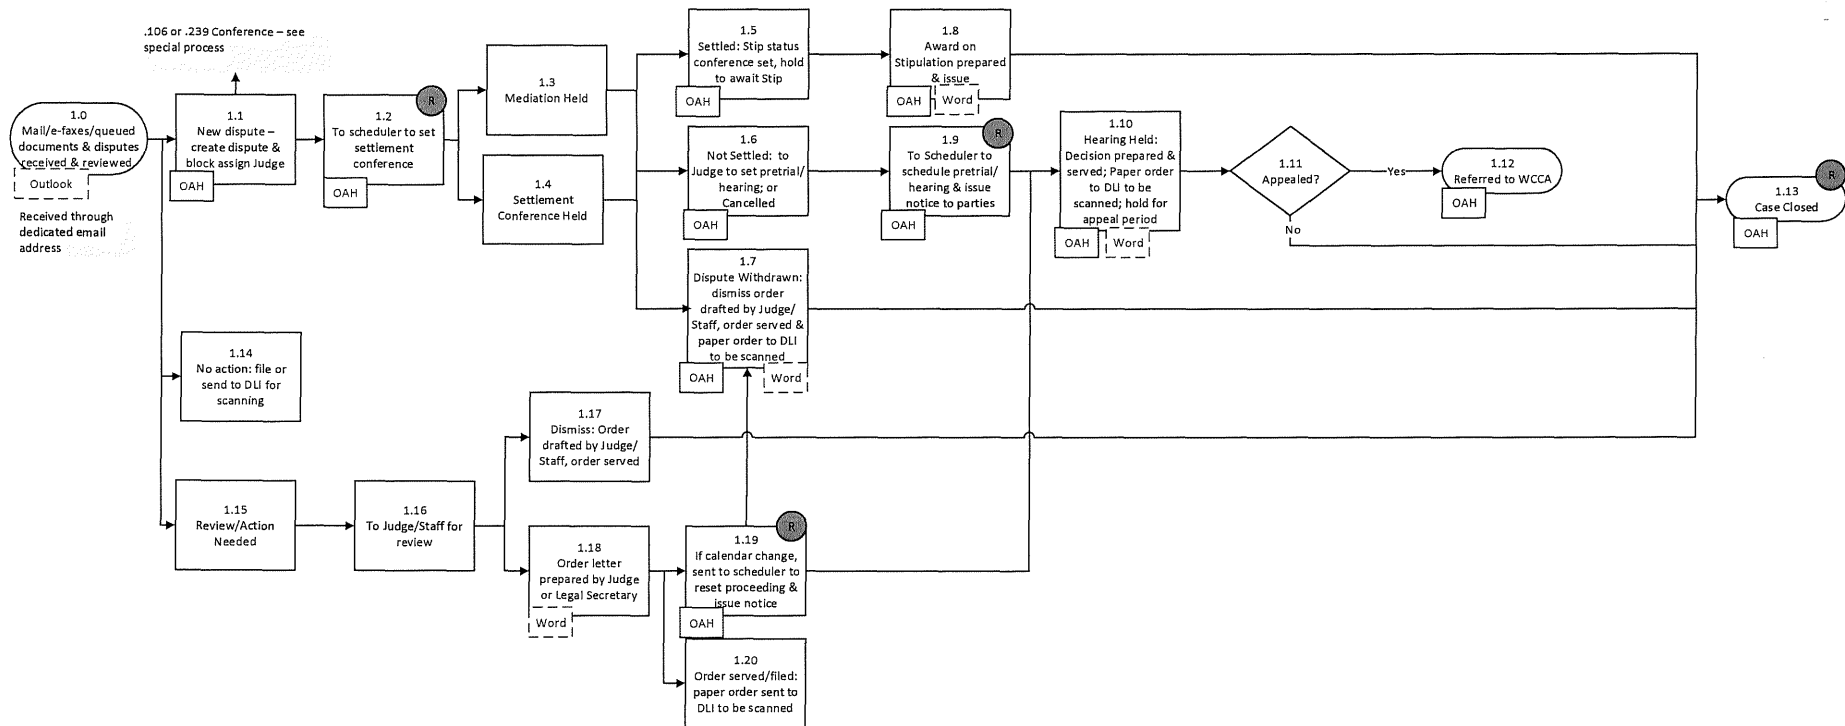 .106 or .239 Conference – see
special process
1.0
Mail/e-faxes/queued
documents & disputes
received & reviewed
Outlook
Received through
dedicated email
address
1.1
New dispute –
create dispute &
block assign Judge
OAH
R
1.2
To scheduler to set
settlement
conference
OAH
1.3
Mediation Held
1.4
Settlement
Conference Held
1.5
Settled: Stip status
conference set, hold
to await Stip
OAH
1.8
Award on
Stipulation prepared
& issue
OAH
Word
1.6
Not Settled: to
Judge to set pretrial/
hearing; or
Cancelled
OAH
R
1.9
To Scheduler to
schedule pretrial/
hearing & issue
notice to parties
OAH
1.10
Hearing Held:
Decision prepared &
served; Paper order
to DLI to be
scanned; hold for
appeal period
OAH
Word
1.11
Appealed?
Yes
No
1.12
Referred to WCCA
OAH
R
1.13
Case Closed
OAH
1.7
Dispute Withdrawn:
dismiss order
drafted by Judge/
Staff, order served &
paper order to DLI
to be scanned
OAH
Word
1.14
No action: file or
send to DLI for
scanning
1.15
Review/Action
Needed
1.16
To Judge/Staff for
review
1.17
Dismiss: Order
drafted by Judge/
Staff, order served
1.18
Order letter
prepared by Judge
or Legal Secretary
Word
R
1.19
If calendar change,
sent to scheduler to
reset proceeding &
issue notice
OAH
1.20
Order served/filed:
paper order sent to
DLI to be scanned